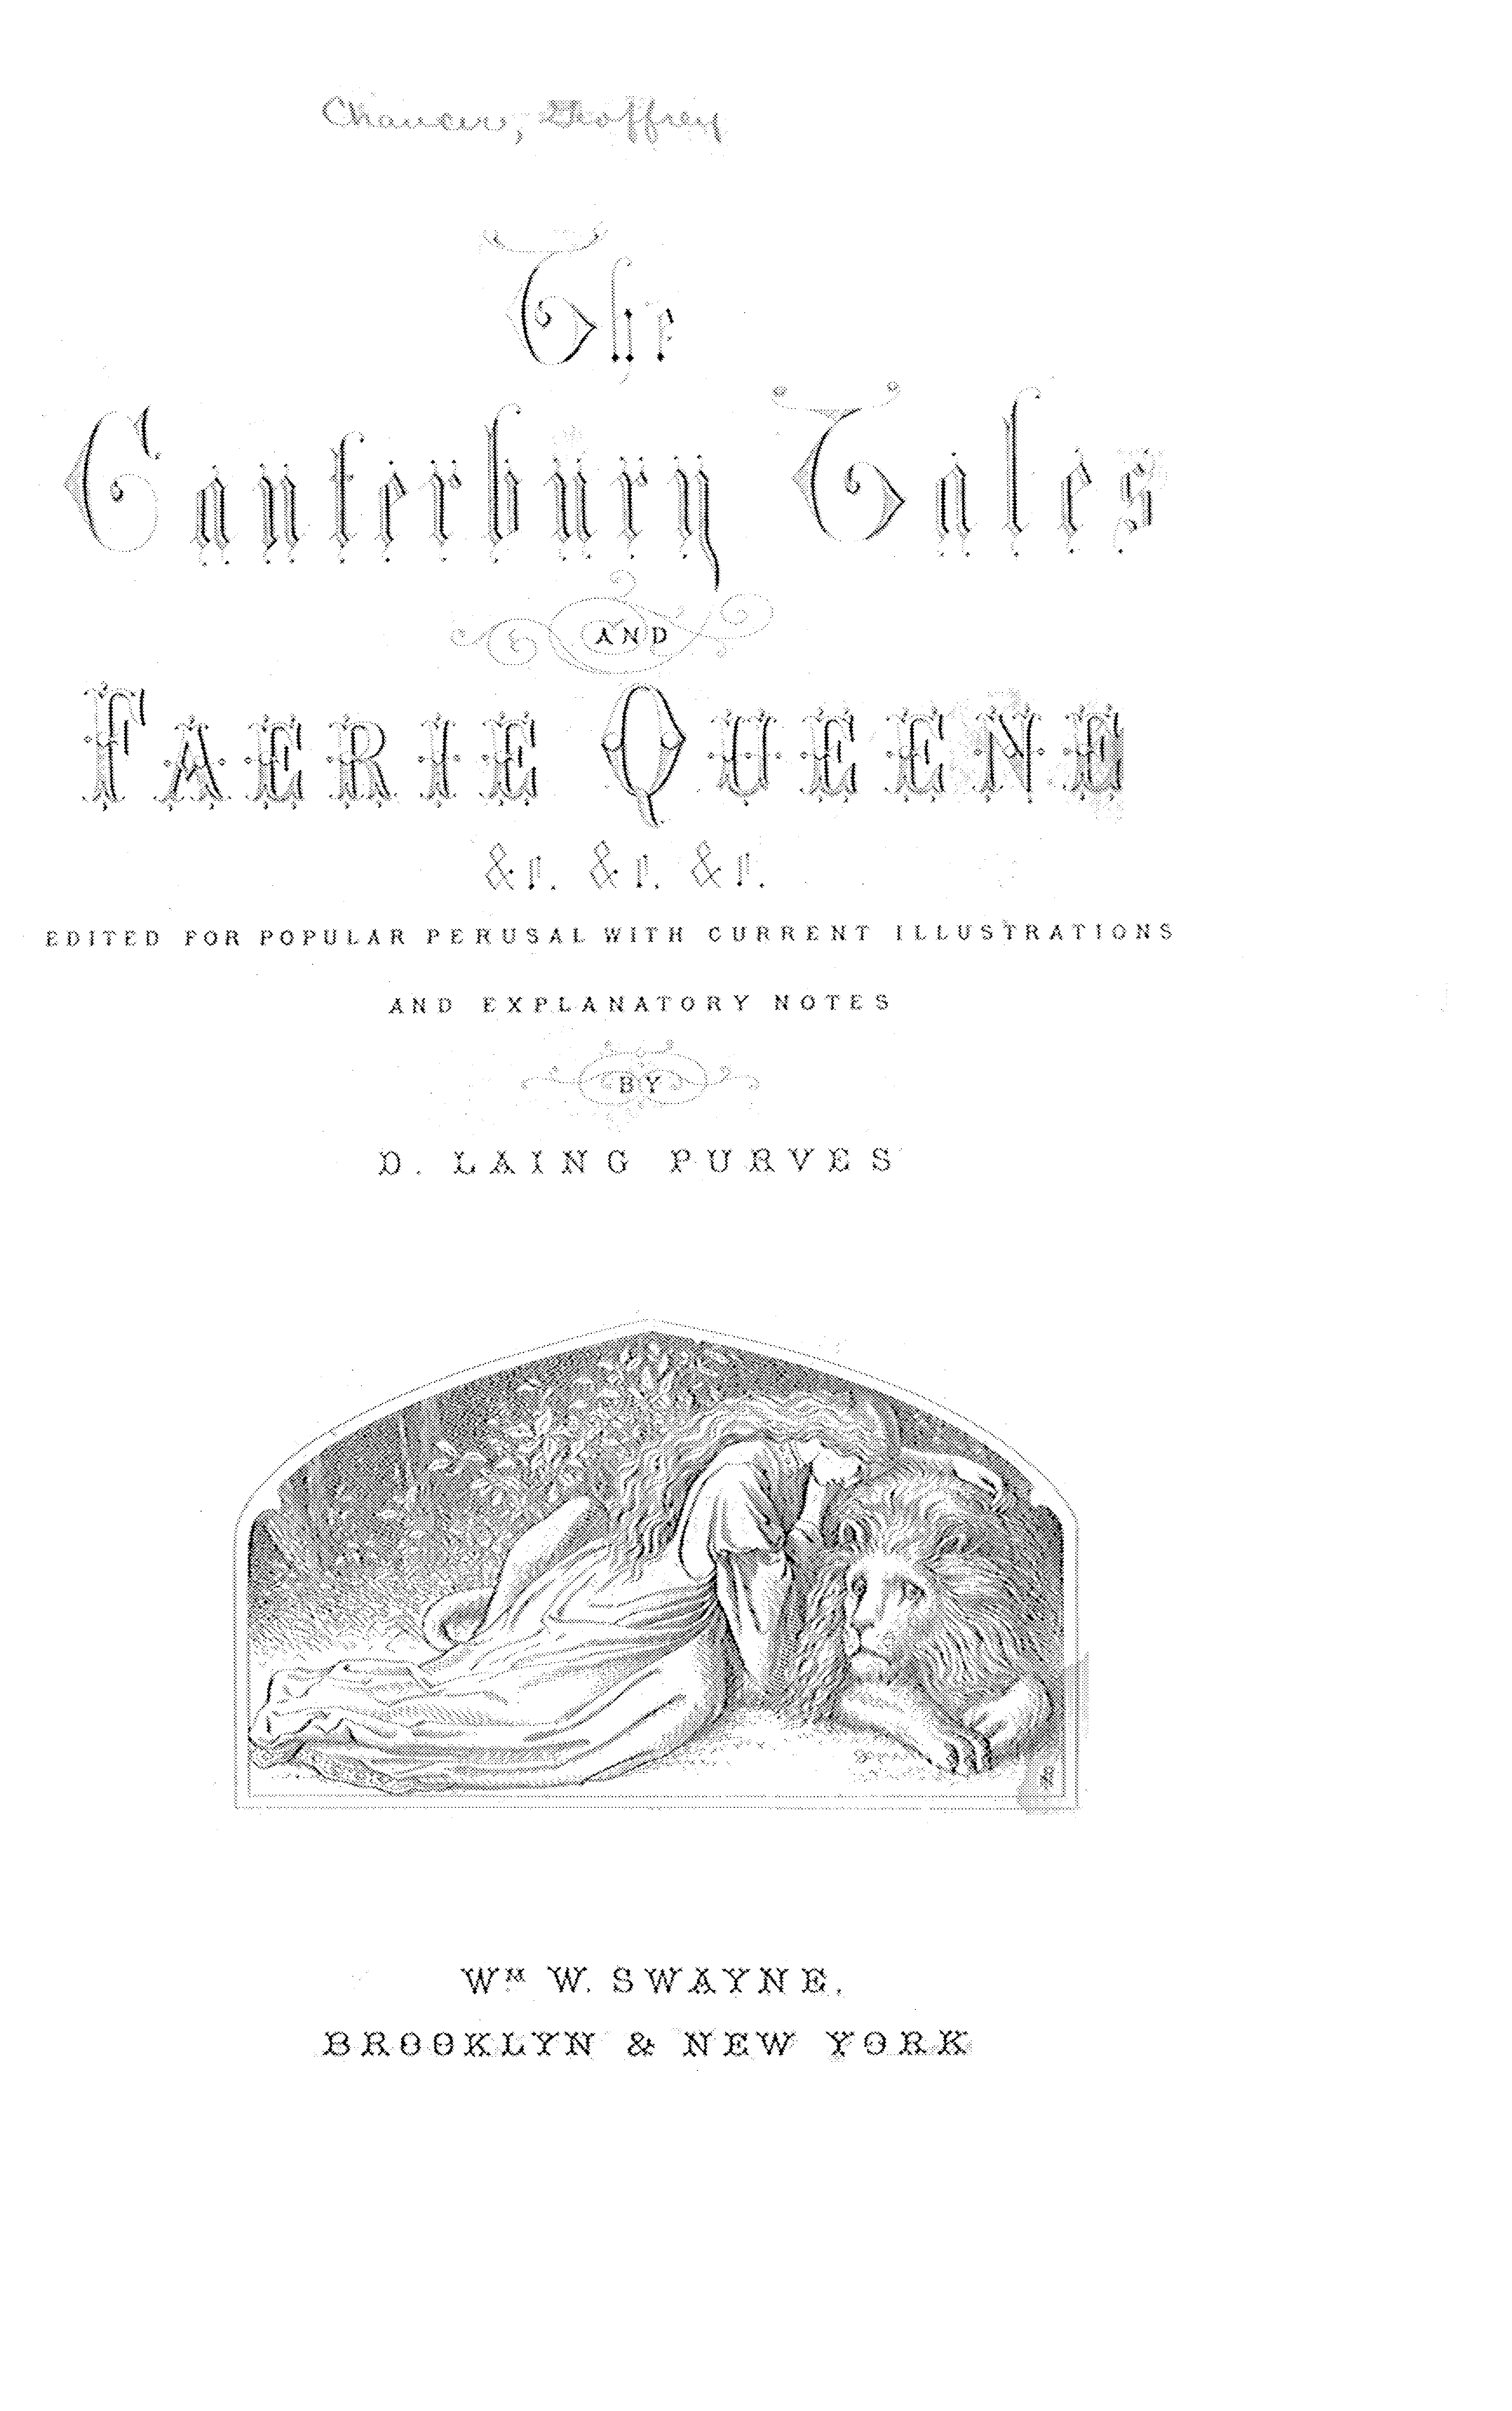 Chaucer, Geoffrey
The
Canterbury Tales
AND
FAERIE QUEENE
&c. &c. &c.
EDITED FOR POPULAR PERUSAL WITH CURRENT ILLUSTRATIONS
AND EXPLANATORY NOTES
BY
D. LAING PURVES
WM W. SWAYNE.
BROOKLYN & NEW YORK